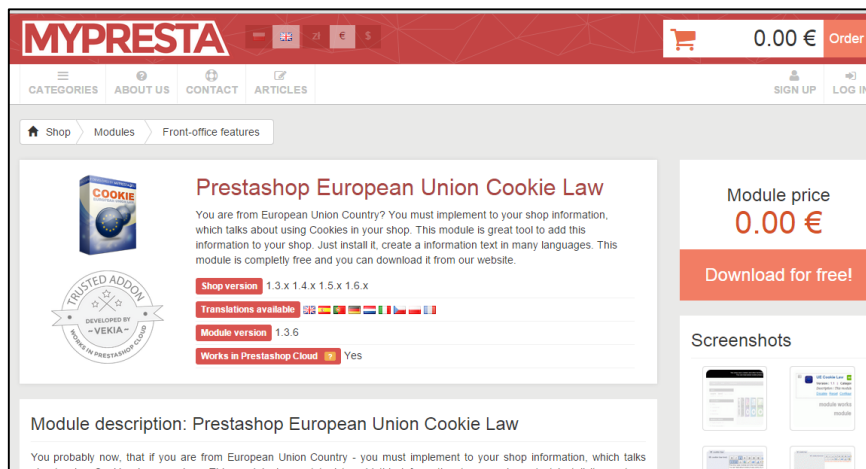 MYPRESTA
zł € $
0.00 € Order
CATEGORIES ABOUT US CONTACT ARTICLES
SIGN UP LOG IN
Shop Modules Front-office features
COOKIE
Prestashop European Union Cookie Law
You are from European Union Country? You must implement to your shop information,
which talks about using Cookies in your shop. This module is great tool to add this
information to your shop. Just install it, create a information text in many languages. This
module is completly free and you can download it from our website.
Shop version 1.3.x 1.4.x 1.5.x 1.6.x
Translations available
Module version 1.3.6
Works in Prestashop Cloud ? Yes
TRUSTED ADDON
DEVELOPED BY
~VEKIA~
WORKS IN PRESTASHOP CLOUD
Module price
0.00 €
Download for free!
Screenshots
module works
module
Module description: Prestashop European Union Cookie Law
You probably now, that if you are from European Union Country - you must implement to your shop information, which talks